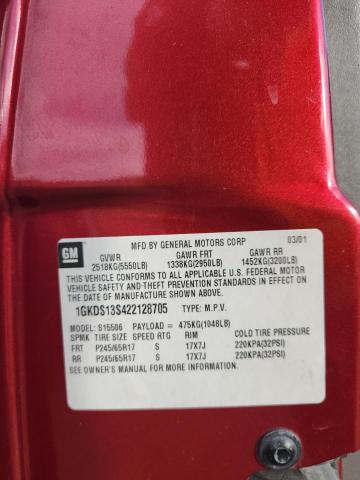 MFD BY GENERAL MOTORS CORP 03/01
GM GVWR GAWR FRT GAWR RR
2518KG(5550LB) 1338KG(2950LB) 1452KG(3200LB)
THIS VEHICLE CONFORMS TO ALL APPLICABLE U.S. FEDERAL MOTOR
VEHICLE SAFETY AND THEFT PREVENTION STANDARDS IN EFFECT ON
THE DATE OF MANUFACTURE SHOWN ABOVE.
1GKDS13S422128705 TYPE: M.P.V.
MODEL: S15506 PAYLOAD = 475KG(1048LB)
SPMK TIRE SIZE SPEED RTG RIM COLD TIRE PRESSURE
FRT P245/65R17 S 17X7J 220KPA(32PSI)
RR P245/65R17 S 17X7J 220KPA(32PSI)
SEE OWNER'S MANUAL FOR ADDITIONAL INFORMATION.